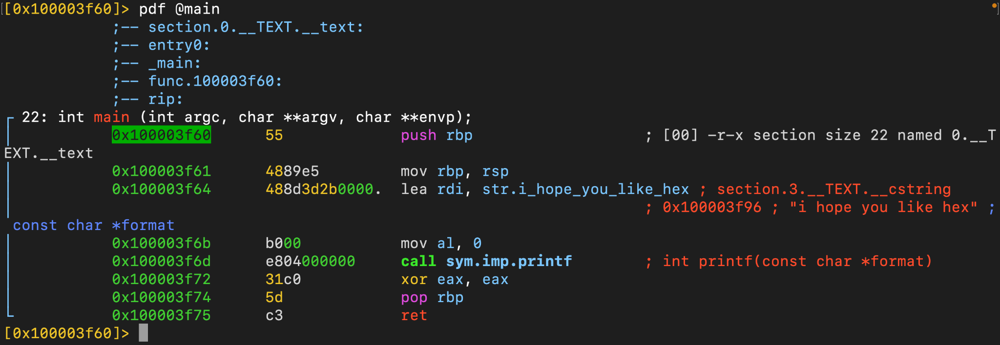 [0x100003f60]> pdf @main
;-- section.0.__TEXT.__text:
;-- entry0:
;-- _main:
;-- func.100003f60:
;-- rip:
22: int main (int argc, char **argv, char **envp);
0x100003f60      55             push rbp                   ; [00] -r-x section size 22 named 0.__T
EXT.__text
0x100003f61      4889e5         mov rbp, rsp
0x100003f64      488d3d2b0000.  lea rdi, str.i_hope_you_like_hex ; section.3.__TEXT.__cstring
; 0x100003f96 ; "i hope you like hex" ;
const char *format
0x100003f6b      b000           mov al, 0
0x100003f6d      e804000000     call sym.imp.printf        ; int printf(const char *format)
0x100003f72      31c0           xor eax, eax
0x100003f74      5d             pop rbp
0x100003f75      c3             ret
[0x100003f60]>